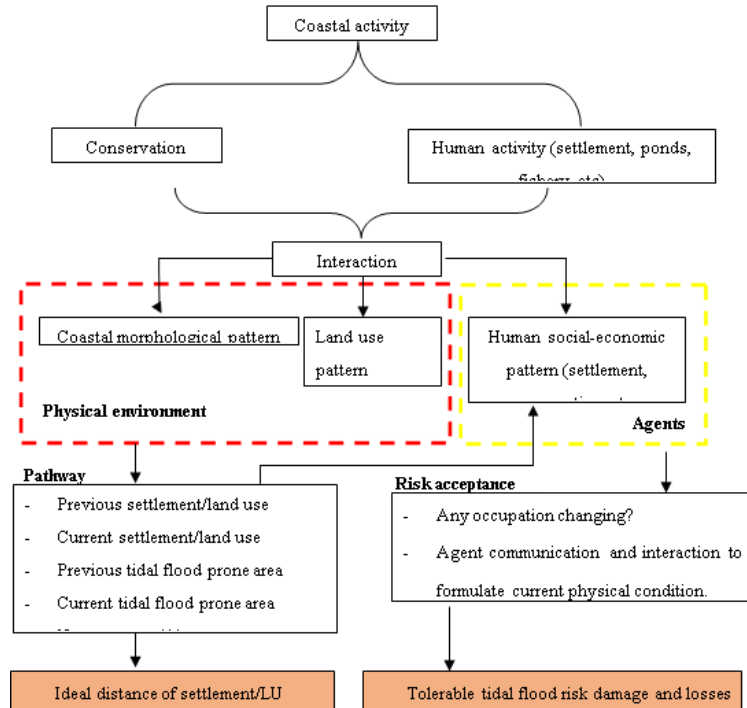 Coastal activity
Conservation
Human activity (settlement, ponds,
fishery, etc)
Interaction
Coastal morphological pattern
Land use
pattern
Human social-economic
pattern (settlement,
Physical environment
Agents
Pathway
- Previous settlement/land use
- Current settlement/land use
- Previous tidal flood prone area
- Current tidal flood prone area
Risk acceptance
- Any occupation changing?
- Agent communication and interaction to
formulate current physical condition.
Ideal distance of settlement/LU
Tolerable tidal flood risk damage and losses